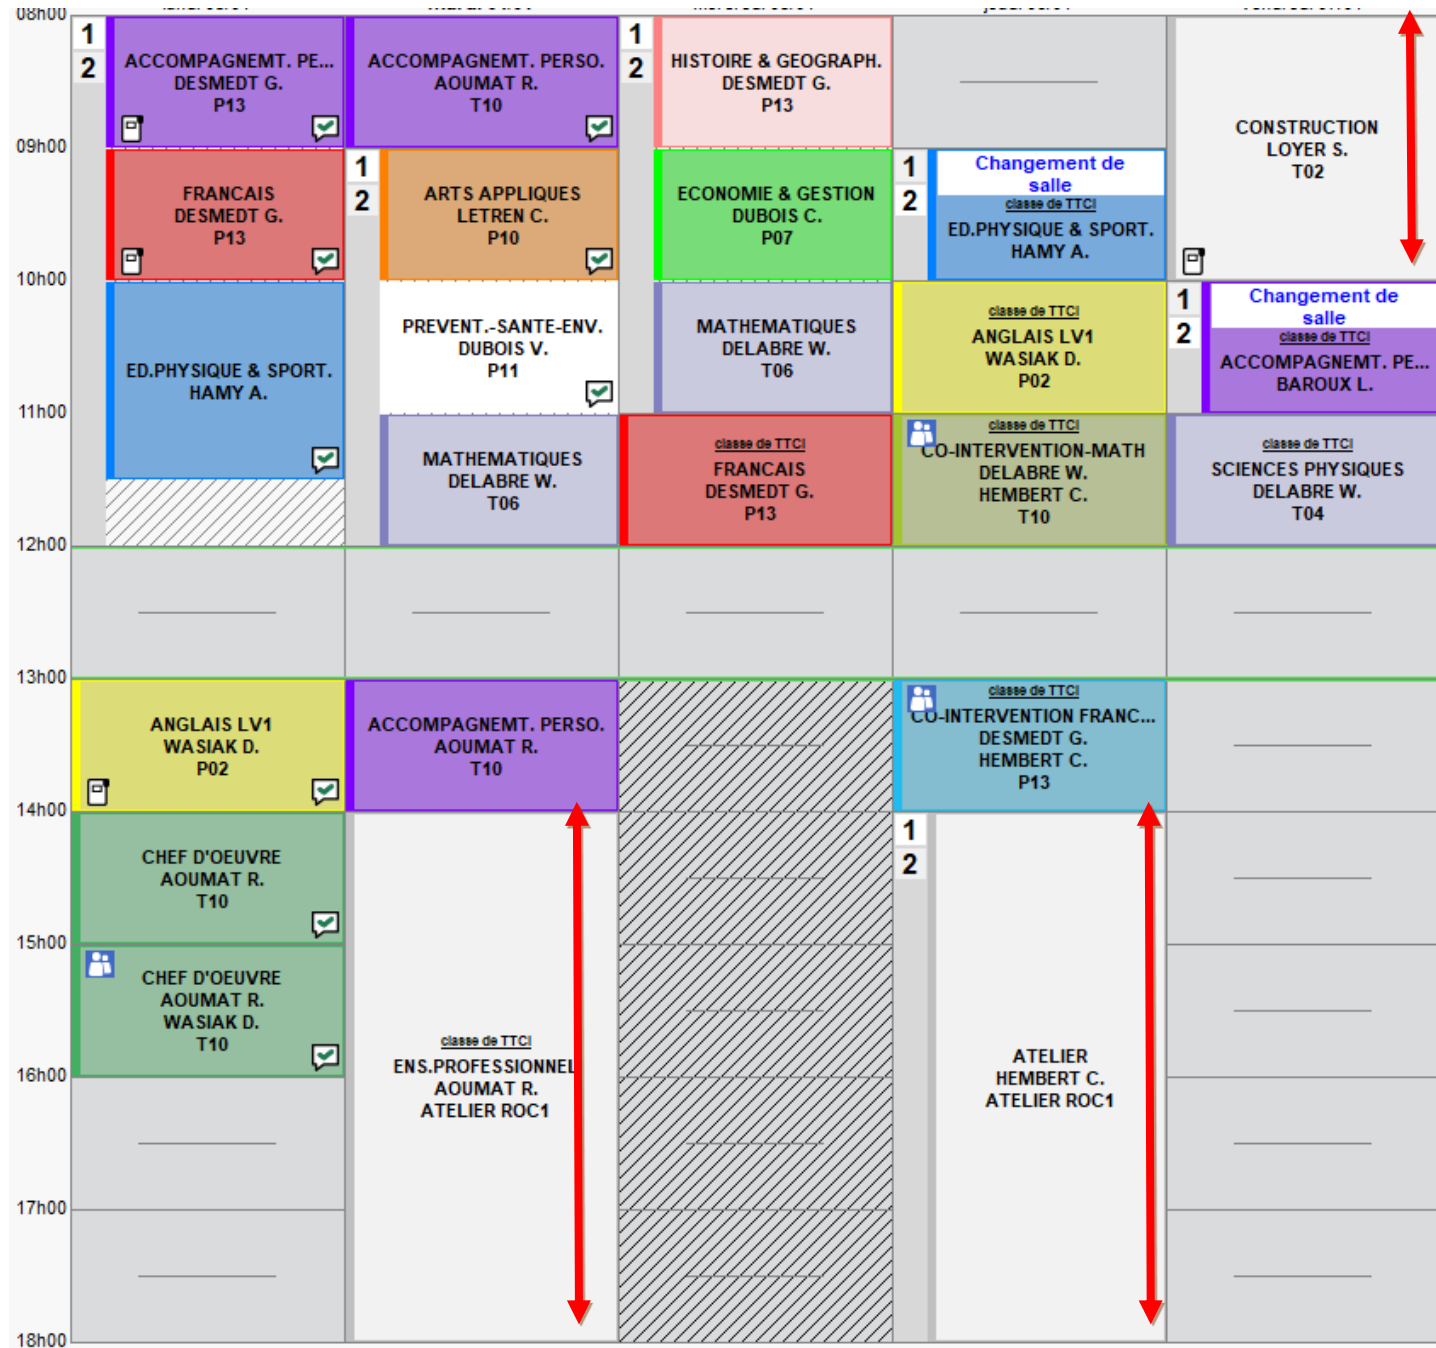 08h00
09h00
10h00
11h00
12h00
13h00
14h00
15h00
16h00
17h00
18h00
1
2
ACCOMPAGNEMT. PE...
DESMEDT G.
P13
FRANCAIS
DESMEDT G.
P13
ED.PHYSIQUE & SPORT.
HAMY A.
ANGLAIS LV1
WASIAK D.
P02
CHEF D'OEUVRE
AOUMAT R.
T10
CHEF D'OEUVRE
AOUMAT R.
WASIAK D.
T10
ACCOMPAGNEMT. PERSO.
AOUMAT R.
T10
1
2
ARTS APPLIQUES
LETREN C.
P10
PREVENT.-SANTE-ENV.
DUBOIS V.
P11
MATHEMATIQUES
DELABRE W.
T06
ACCOMPAGNEMT. PERSO.
AOUMAT R.
T10
classe de TTCI
ENS.PROFESSIONNEL
AOUMAT R.
ATELIER ROC1
1
2
HISTOIRE & GEOGRAPH.
DESMEDT G.
P13
ECONOMIE & GESTION
DUBOIS C.
P07
MATHEMATIQUES
DELABRE W.
T06
classe de TTCI
FRANCAIS
DESMEDT G.
P13
1
2
Changement de
salle
classe de TTCI
ED.PHYSIQUE & SPORT.
HAMY A.
classe de TTCI
ANGLAIS LV1
WASIAK D.
P02
classe de TTCI
CO-INTERVENTION-MATH
DELABRE W.
HEMBERT C.
T10
classe de TTCI
CO-INTERVENTION FRANC...
DESMEDT G.
HEMBERT C.
P13
1
2
ATELIER
HEMBERT C.
ATELIER ROC1
CONSTRUCTION
LOYER S.
T02
1
2
Changement de
salle
classe de TTCI
ACCOMPAGNEMT. PE...
BAROUX L.
classe de TTCI
SCIENCES PHYSIQUES
DELABRE W.
T04